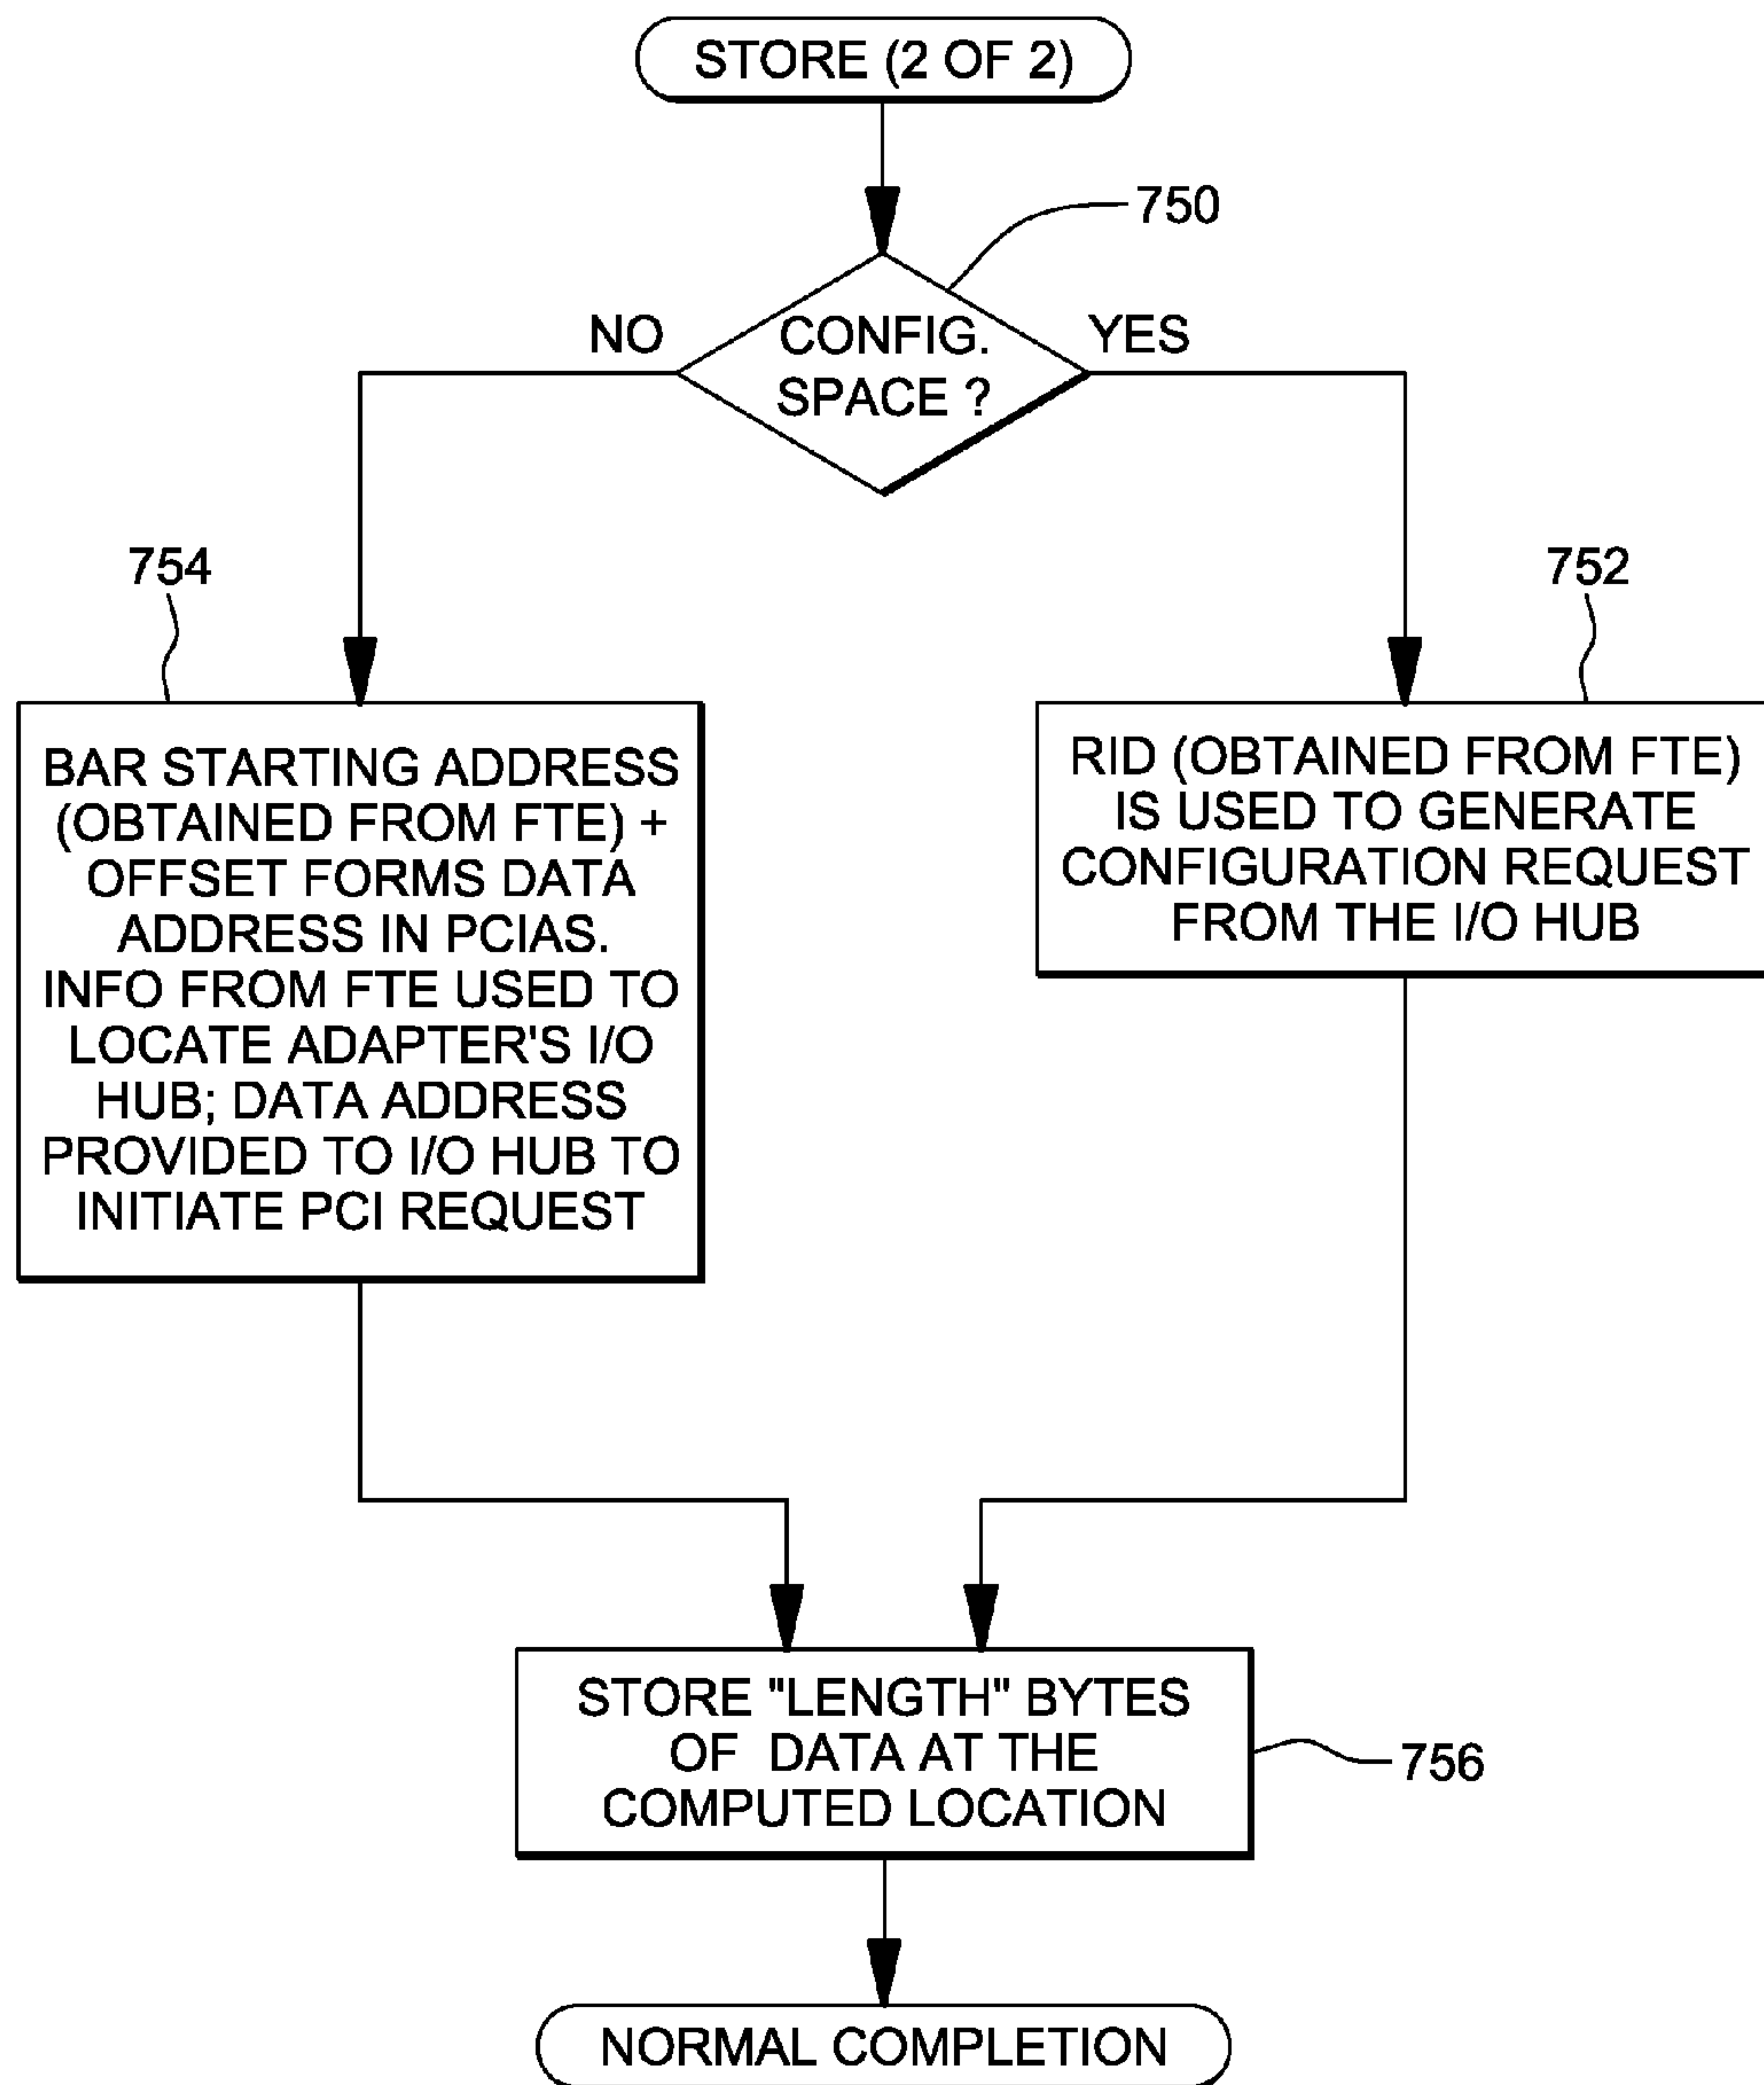 STORE (2 OF 2)
750
NO
CONFIG.
SPACE ?
YES
754
752
BAR STARTING ADDRESS
(OBTAINED FROM FTE) +
OFFSET FORMS DATA
ADDRESS IN PCIAS.
INFO FROM FTE USED TO
LOCATE ADAPTER'S I/O
HUB; DATA ADDRESS
PROVIDED TO I/O HUB TO
INITIATE PCI REQUEST
RID (OBTAINED FROM FTE)
IS USED TO GENERATE
CONFIGURATION REQUEST
FROM THE I/O HUB
STORE "LENGTH" BYTES
OF DATA AT THE
COMPUTED LOCATION
756
NORMAL COMPLETION